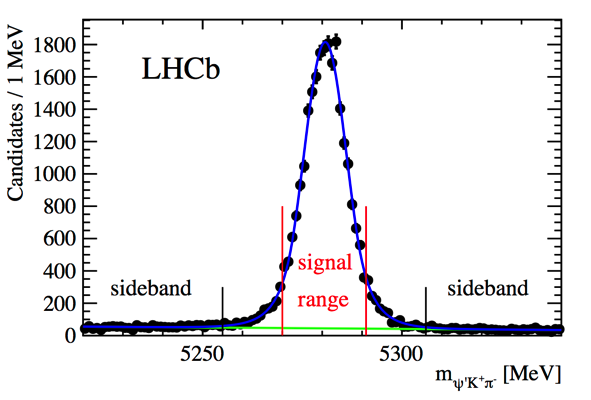 Candidates / 1 MeV
1800
1600
1400
1200
1000
800
600
400
200
0
LHCb
signal
range
sideband
sideband
5250
5300
m_ψ'K⁺π⁻ [MeV]